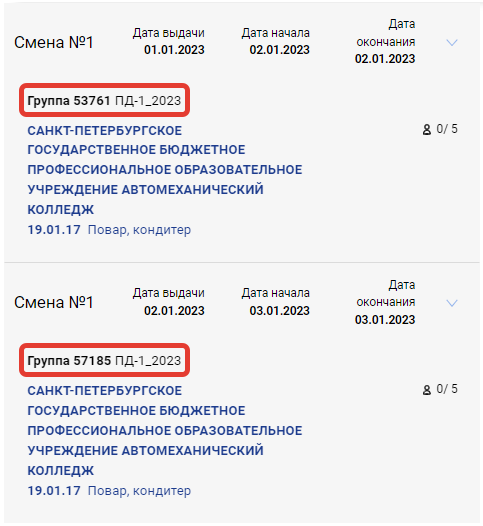 Смена №1
Дата выдачи
01.01.2023
Дата начала
02.01.2023
Дата
окончания
02.01.2023
Группа 53761 ПД-1_2023
САНКТ-ПЕТЕРБУРГСКОЕ
ГОСУДАРСТВЕННОЕ БЮДЖЕТНОЕ
ПРОФЕССИОНАЛЬНОЕ ОБРАЗОВАТЕЛЬНОЕ
УЧРЕЖДЕНИЕ АВТОМЕХАНИЧЕСКИЙ
КОЛЛЕДЖ
19.01.17 Повар, кондитер
0/ 5
Смена №1
Дата выдачи
02.01.2023
Дата начала
03.01.2023
Дата
окончания
03.01.2023
Группа 57185 ПД-1_2023
САНКТ-ПЕТЕРБУРГСКОЕ
ГОСУДАРСТВЕННОЕ БЮДЖЕТНОЕ
ПРОФЕССИОНАЛЬНОЕ ОБРАЗОВАТЕЛЬНОЕ
УЧРЕЖДЕНИЕ АВТОМЕХАНИЧЕСКИЙ
КОЛЛЕДЖ
19.01.17 Повар, кондитер
0/ 5